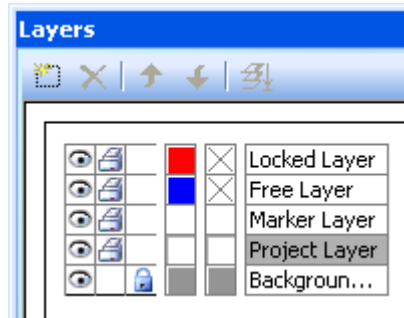 Layers
Locked Layer
Free Layer
Marker Layer
Project Layer
Backgroun...